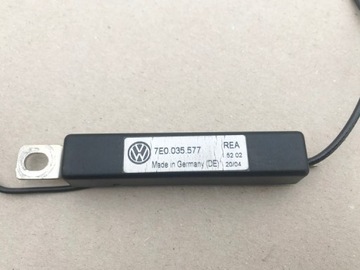 7E0.035.577
Made in Germany (DE)
REA
52 02
20/04